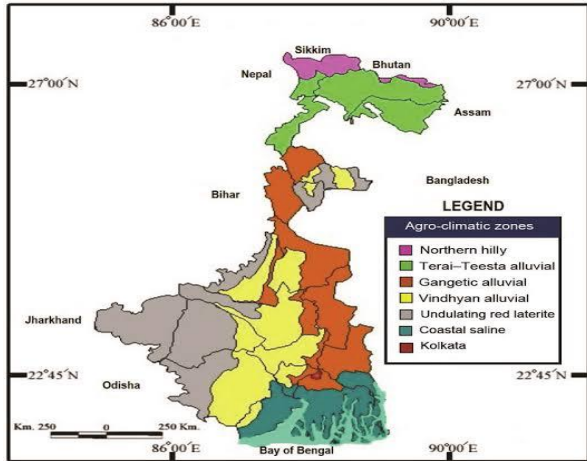 86°00´E
90°00´E
Sikkim
Bhutan
Nepal
27°00´N
27°00´N
Assam
Bihar
Bangladesh
LEGEND
Agro-climatic zones
Northern hilly
Terai–Teesta alluvial
Gangetic alluvial
Vindhyan alluvial
Undulating red laterite
Coastal saline
Kolkata
Jharkhand
22°45´N
22°45´N
Odisha
Km. 250 0 250 Km.
86°00´E
Bay of Bengal
90°00´E